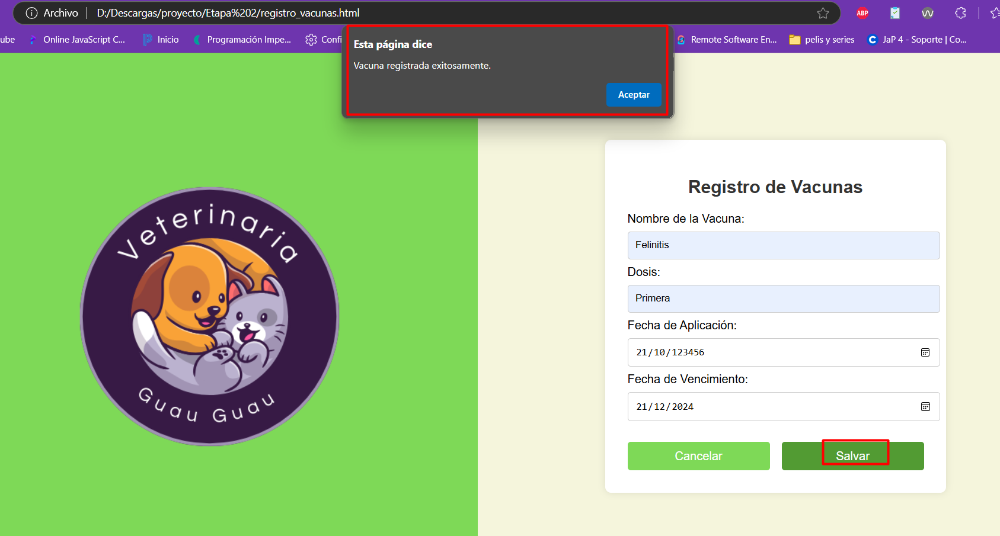 Archivo | D:/Descargas/proyecto/Etapa%202/registro_vacunas.html
ABP
ube Online JavaScript C... Inicio Programación Impe... Confi Remote Software En... pelis y series JaP 4 - Soporte | Co...
Esta página dice
Vacuna registrada exitosamente.
Aceptar
Veterinaria
Guau Guau
Registro de Vacunas
Nombre de la Vacuna:
Felinitis
Dosis:
Primera
Fecha de Aplicación:
21/10/123456
Fecha de Vencimiento:
21/12/2024
Cancelar Salvar